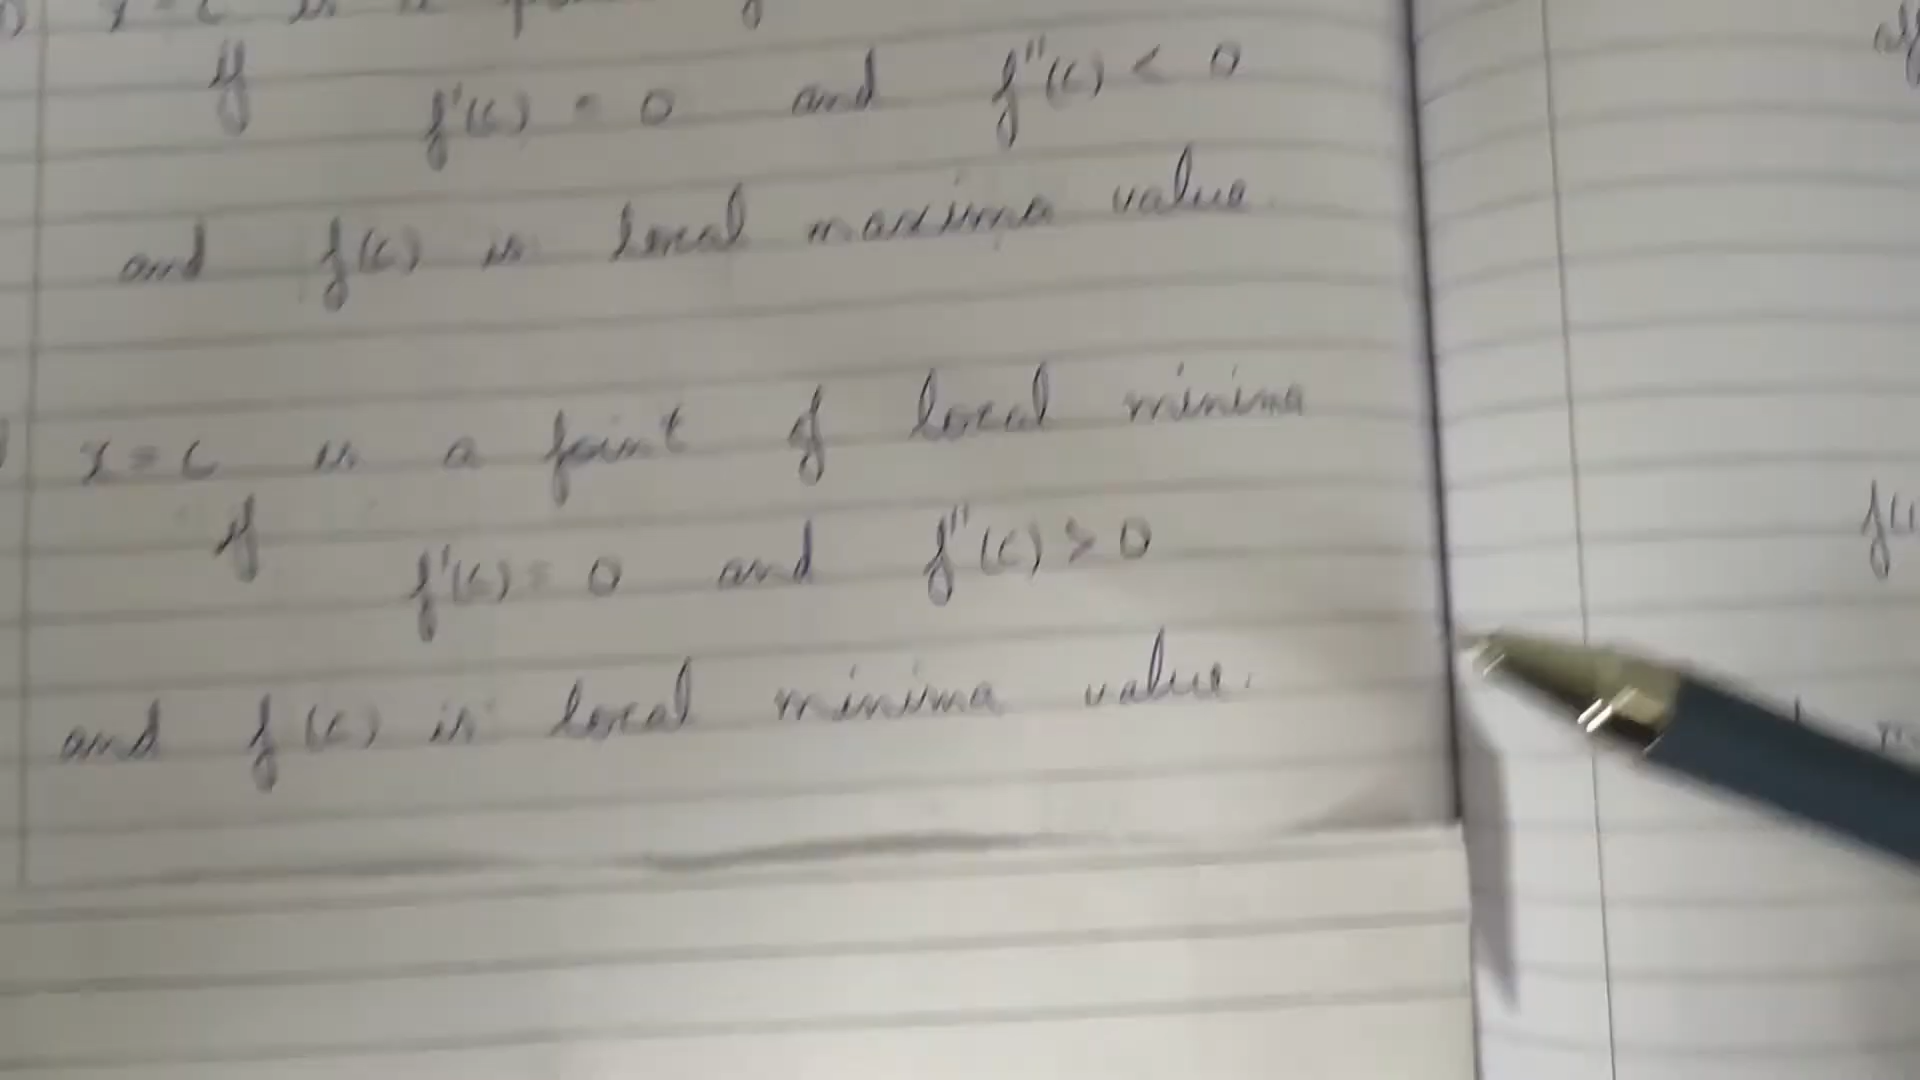 x = c is a
if f'(c) = 0 and f''(c) < 0
and f(c) is local maxima value.
x = c is a point of local minima
if f'(c) = 0 and f''(c) > 0
and f(c) is local minima value.